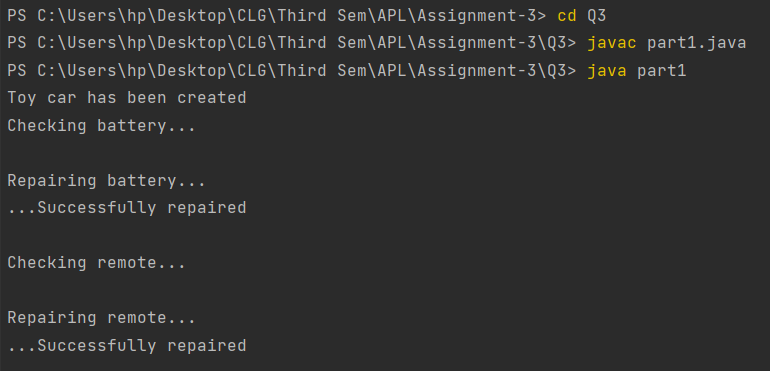 PS C:\Users\hp\Desktop\CLG\Third Sem\APL\Assignment-3> cd Q3
PS C:\Users\hp\Desktop\CLG\Third Sem\APL\Assignment-3\Q3> javac part1.java
PS C:\Users\hp\Desktop\CLG\Third Sem\APL\Assignment-3\Q3> java part1
Toy car has been created
Checking battery...
Repairing battery...
...Successfully repaired
Checking remote...
Repairing remote...
...Successfully repaired